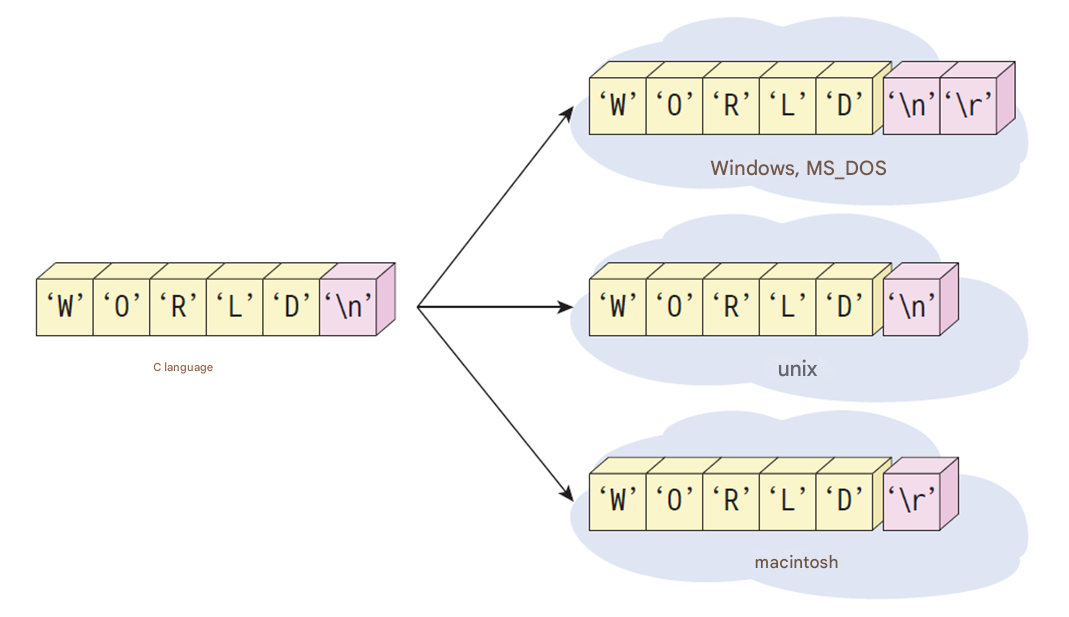 ‘W’ ‘O’ ‘R’ ‘L’ ‘D’ ‘\n’ ‘\r’
Windows, MS_DOS
‘W’ ‘O’ ‘R’ ‘L’ ‘D’ ‘\n’
C language
‘W’ ‘O’ ‘R’ ‘L’ ‘D’ ‘\n’
unix
‘W’ ‘O’ ‘R’ ‘L’ ‘D’ ‘\r’
macintosh